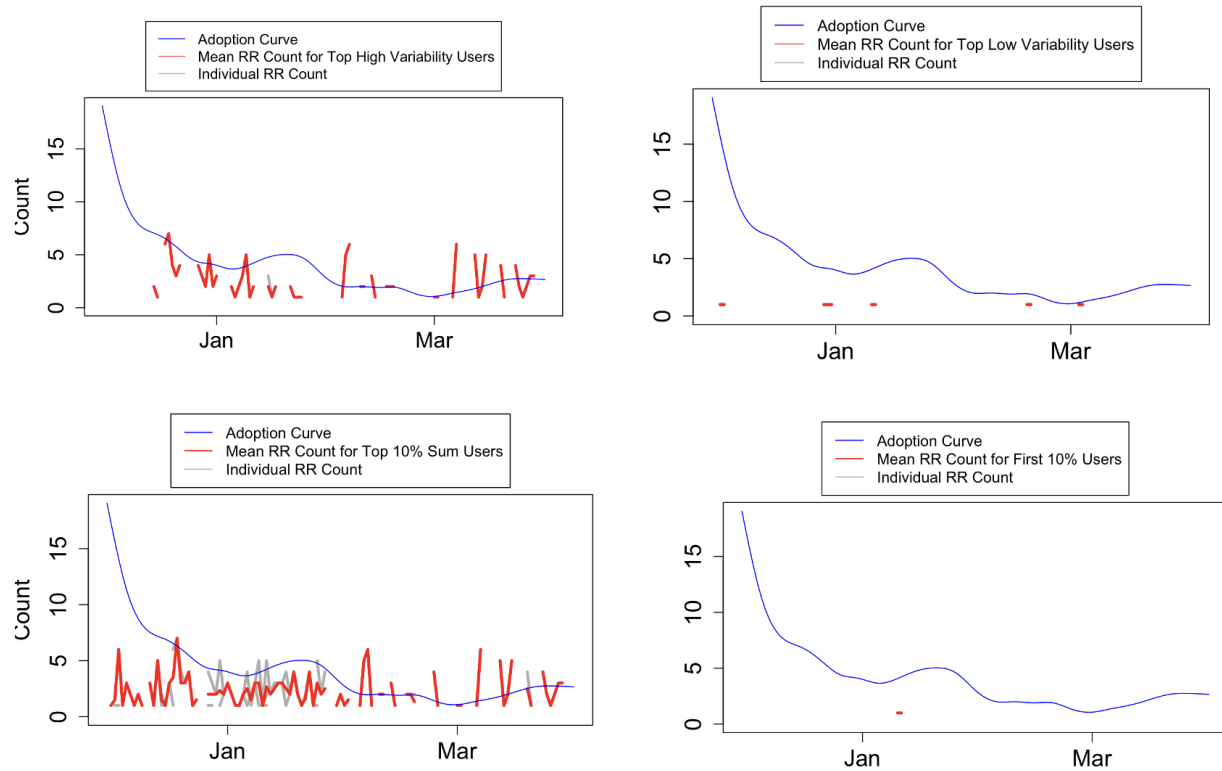 Adoption Curve
Mean RR Count for Top High Variability Users
Individual RR Count
Count
15
10
5
0
Jan
Mar
Adoption Curve
Mean RR Count for Top Low Variability Users
Individual RR Count
15
10
5
0
Jan
Mar
Adoption Curve
Mean RR Count for Top 10% Sum Users
Individual RR Count
Count
15
10
5
0
Jan
Mar
Adoption Curve
Mean RR Count for First 10% Users
Individual RR Count
15
10
5
0
Jan
Mar